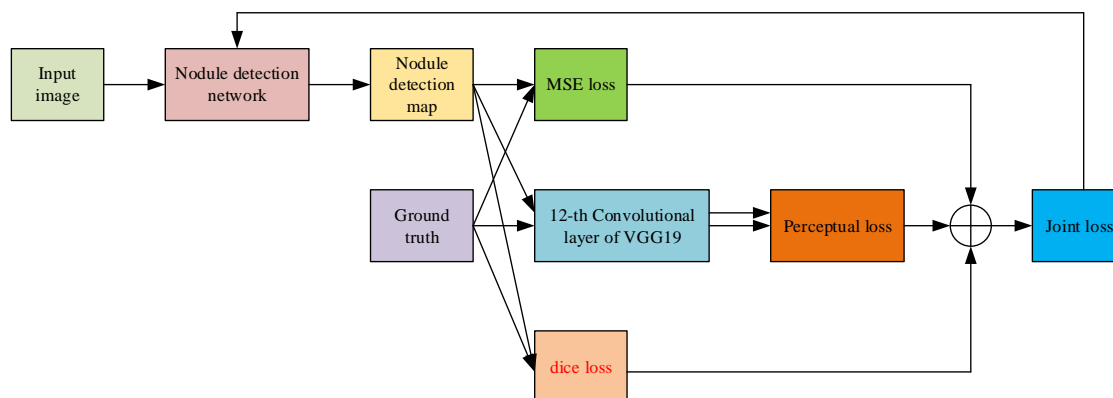 Input
image
Nodule detection
network
Nodule
detection
map
MSE loss
Ground
truth
12-th Convolutional
layer of VGG19
Perceptual loss
Joint loss
dice loss